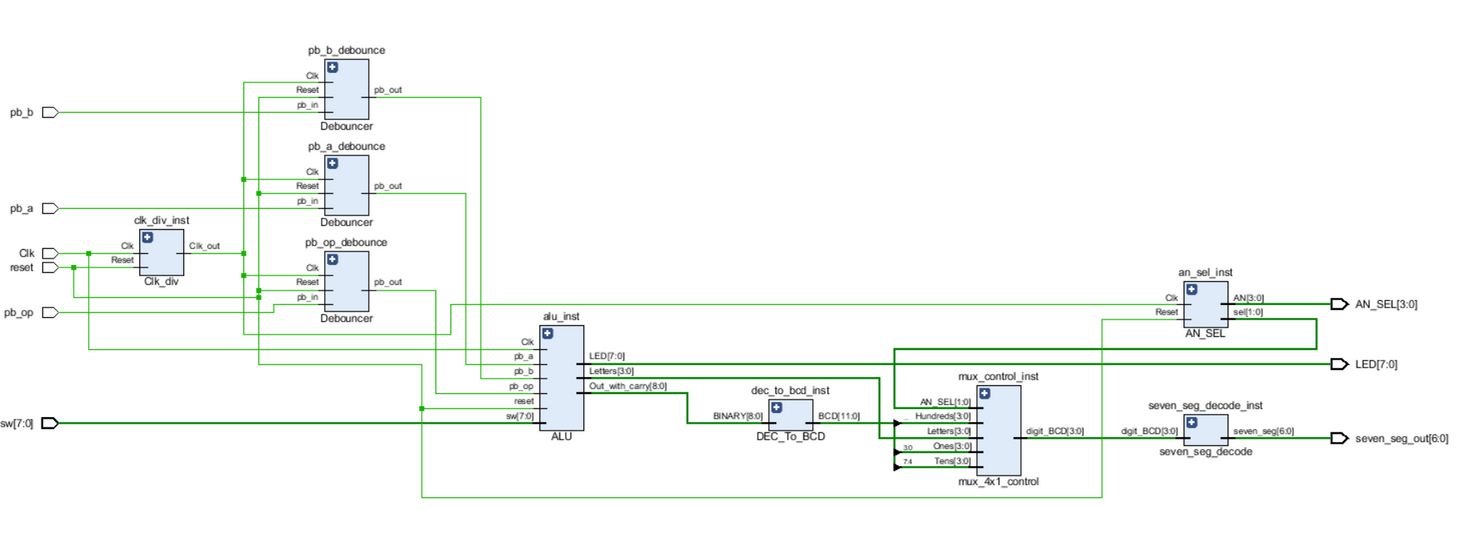 pb_b_debounce
Clk
Reset
pb_in
pb_out
Debouncer
pb_b
pb_a_debounce
Clk
Reset
pb_in
pb_out
Debouncer
pb_a
clk_div_inst
Clk
Reset
Clk_out
Clk_div
Clk
reset
pb_op_debounce
Clk
Reset
pb_in
pb_out
Debouncer
pb_op
an_sel_inst
Clk
Reset
AN[3:0]
sel[1:0]
AN_SEL
AN_SEL[3:0]
alu_inst
Clk
pb_a
pb_b
pb_op
reset
sw[7:0]
LED[7:0]
Letters[3:0]
Out_with_carry[8:0]
ALU
LED[7:0]
sw[7:0]
dec_to_bcd_inst
BINARY[8:0]
BCD[11:0]
DEC_To_BCD
mux_control_inst
AN_SEL[1:0]
Hundreds[3:0]
Letters[3:0]
3:0
Ones[3:0]
7:4
Tens[3:0]
digit_BCD[3:0]
mux_4x1_control
seven_seg_decode_inst
digit_BCD[3:0]
seven_seg[6:0]
seven_seg_decode
seven_seg_out[6:0]